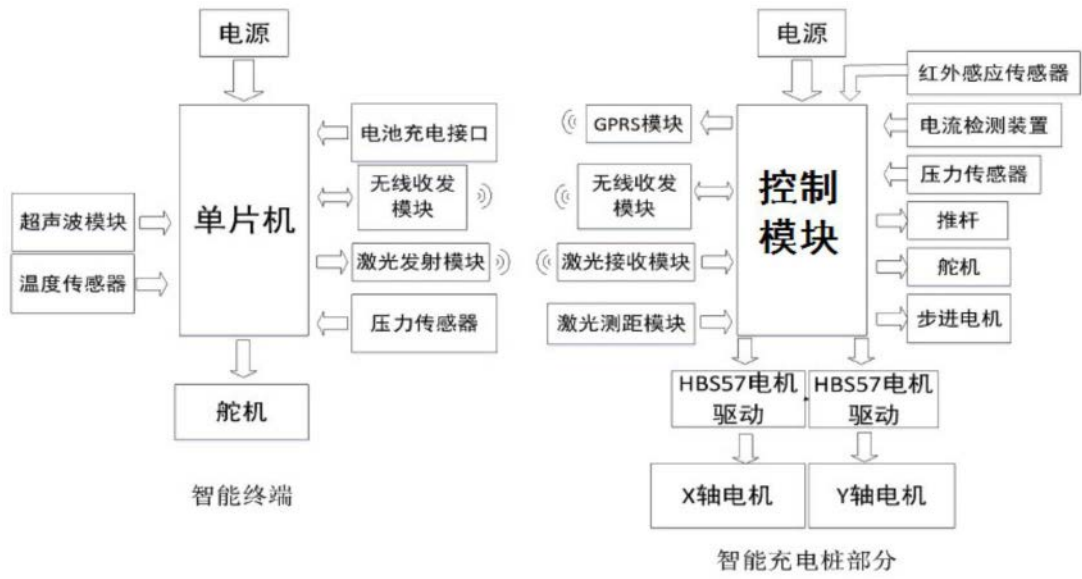 电源
单片机
超声波模块
温度传感器
电池充电接口
无线收发
模块
激光发射模块
压力传感器
舵机
智能终端
电源
控制
模块
GPRS模块
无线收发
模块
激光接收模块
激光测距模块
红外感应传感器
电流检测装置
压力传感器
推杆
舵机
步进电机
HBS57电机
驱动
HBS57电机
驱动
X轴电机
Y轴电机
智能充电桩部分